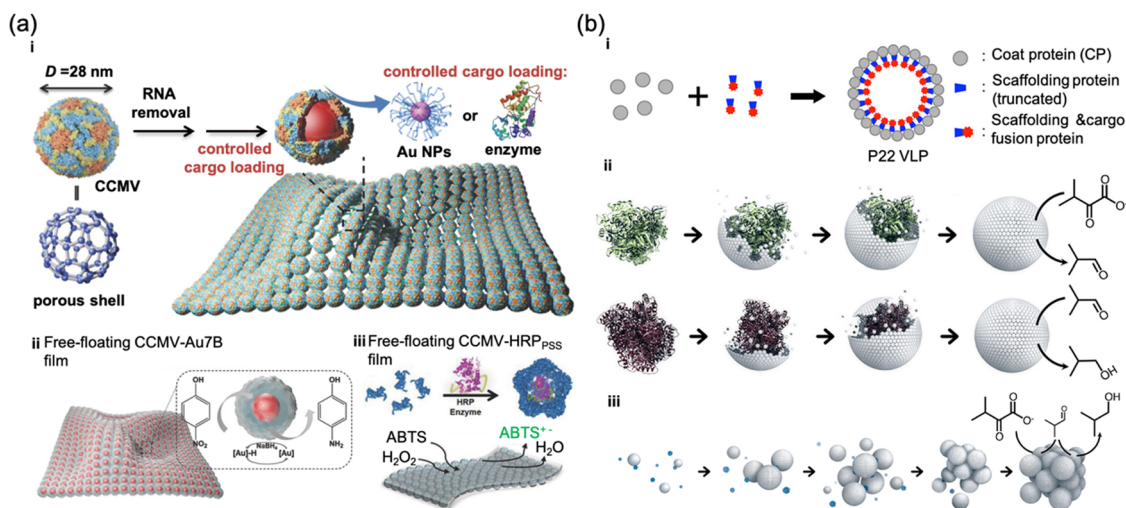 (a)
i
D =28 nm
RNA
removal
controlled
cargo loading
CCMV
=
porous shell
controlled cargo loading:
or
Au NPs
enzyme
ii Free-floating CCMV-Au7B
film
OH
NO₂
NaBH₄
[Au]-H
[Au]
OH
NH₂
iii Free-floating CCMV-HRPPSS
film
HRP
Enzyme
ABTS
H₂O₂
ABTS⁺⁻
H₂O
(b)
i
+
P22 VLP
: Coat protein (CP)
: Scaffolding protein
(truncated)
: Scaffolding &cargo
fusion protein
ii
O
O
O⁻
O
O
OH
iii
O
O
O⁻
O
OH